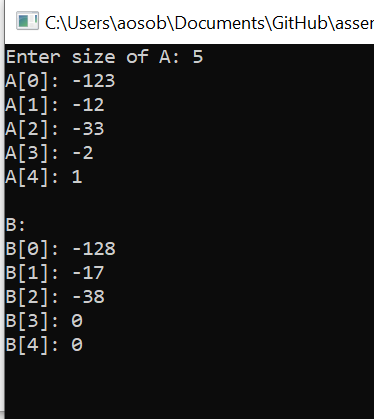 C:\Users\aosob\Documents\GitHub\asser
Enter size of A: 5
A[0]: -123
A[1]: -12
A[2]: -33
A[3]: -2
A[4]: 1
B:
B[0]: -128
B[1]: -17
B[2]: -38
B[3]: 0
B[4]: 0